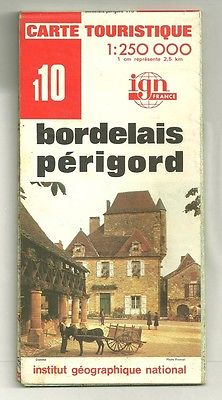 CARTE TOURISTIQUE
1:250 000
1 cm représente 2,5 km
110
ign
FRANCE
bordelais
périgord
institut géographique national